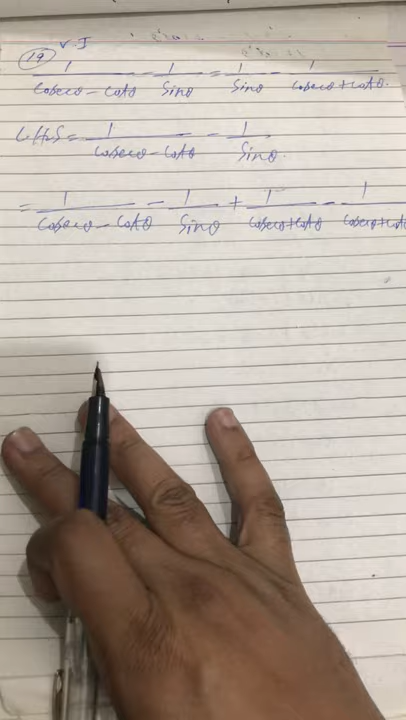 V.I
19
1/(Cosecθ - Cotθ) - 1/Sinθ = 1/Sinθ - 1/(Cosecθ + Cotθ).
LHS = 1/(Cosecθ - Cotθ) - 1/Sinθ.
= 1/(Cosecθ - Cotθ) - 1/Sinθ + 1/(Cosecθ + Cotθ) - 1/(Cosecθ + Cotθ